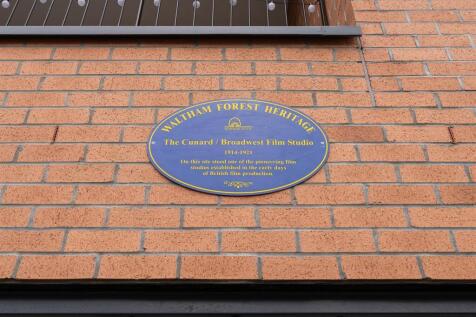 WALTHAM FOREST HERITAGE
The Cunard / Broadwest Film Studio
1914-1921
On this site stood one of the pioneering film
studios established in the early days
of British film production.